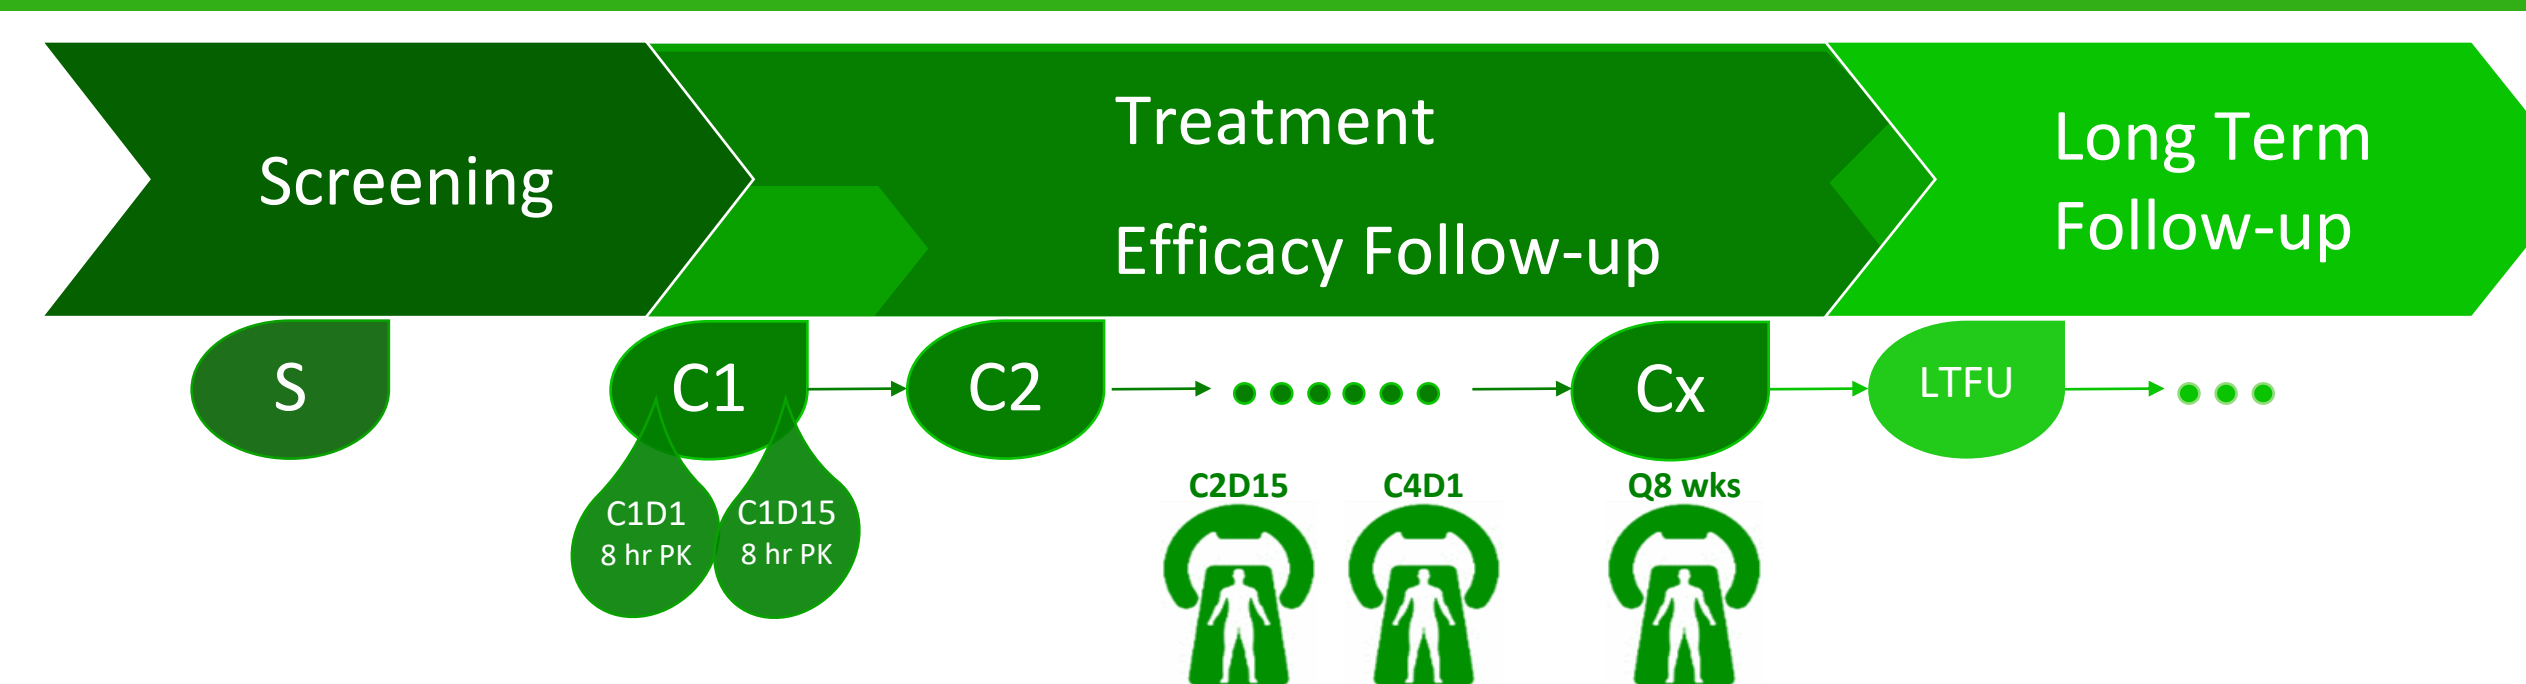 Screening
Treatment
Efficacy Follow-up
Long Term
Follow-up
S
C1
C2
Cx
LTFU
C1D1
8 hr PK
C1D15
8 hr PK
C2D15
C4D1
Q8 wks